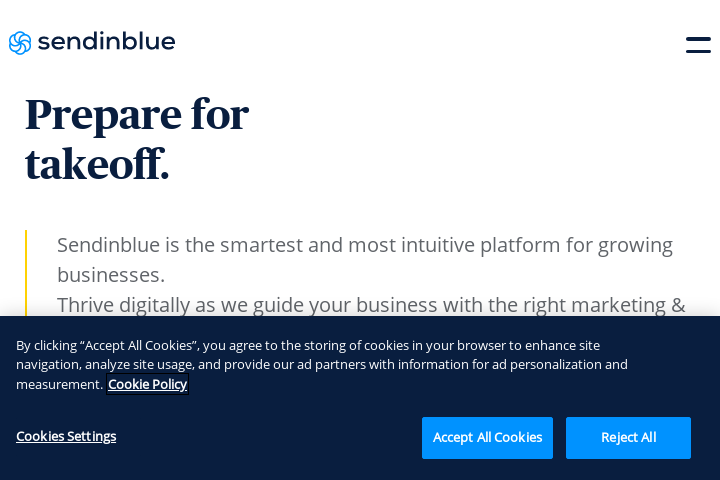 sendinblue
Prepare for
takeoff.
Sendinblue is the smartest and most intuitive platform for growing
businesses.
Thrive digitally as we guide your business with the right marketing &
By clicking “Accept All Cookies”, you agree to the storing of cookies in your browser to enhance site
navigation, analyze site usage, and provide our ad partners with information for ad personalization and
measurement. Cookie Policy
Cookies Settings
Accept All Cookies
Reject All